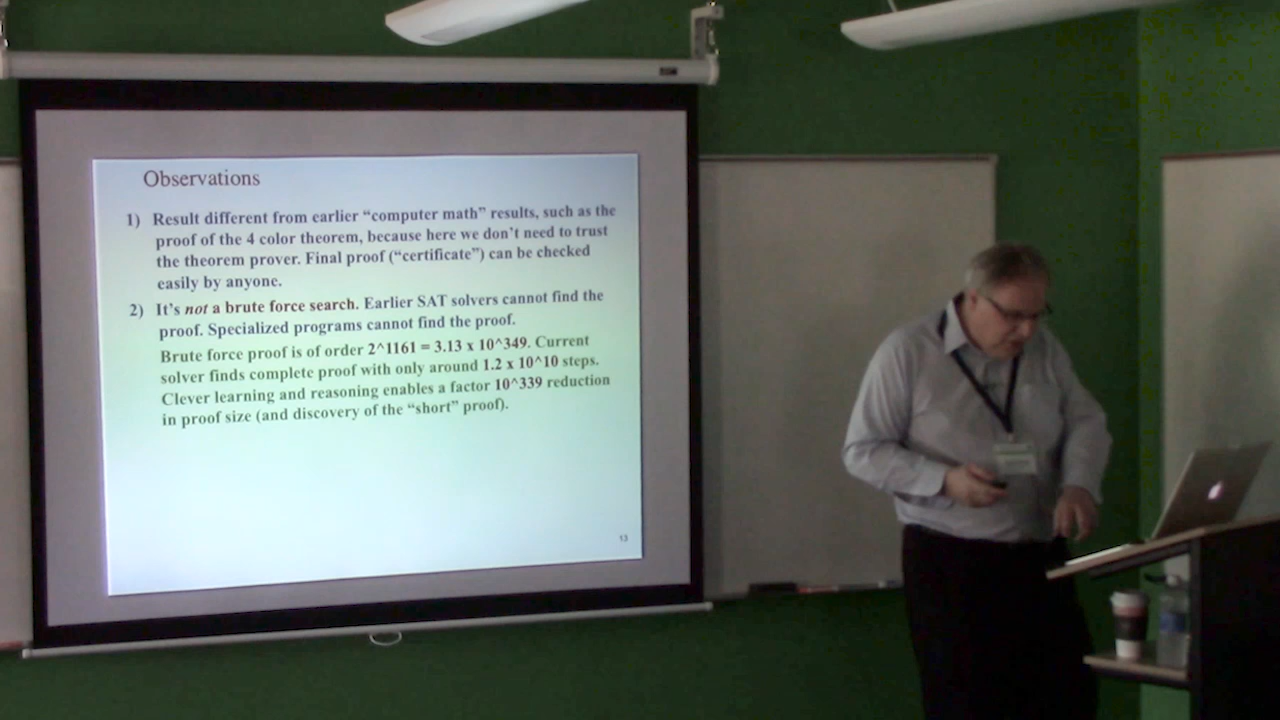 Observations
1) Result different from earlier “computer math” results, such as the
proof of the 4 color theorem, because here we don’t need to trust
the theorem prover. Final proof (“certificate”) can be checked
easily by anyone.
2) It’s not a brute force search. Earlier SAT solvers cannot find the
proof. Specialized programs cannot find the proof.
Brute force proof is of order 2^1161 = 3.13 x 10^349. Current
solver finds complete proof with only around 1.2 x 10^10 steps.
Clever learning and reasoning enables a factor 10^339 reduction
in proof size (and discovery of the “short” proof).
13